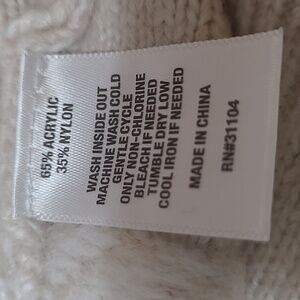 65% ACRYLIC
35% NYLON
WASH INSIDE OUT
MACHINE WASH COLD
GENTLE CYCLE
ONLY NON-CHLORINE
BLEACH IF NEEDED
TUMBLE DRY LOW
COOL IRON IF NEEDED
MADE IN CHINA
RN#31104